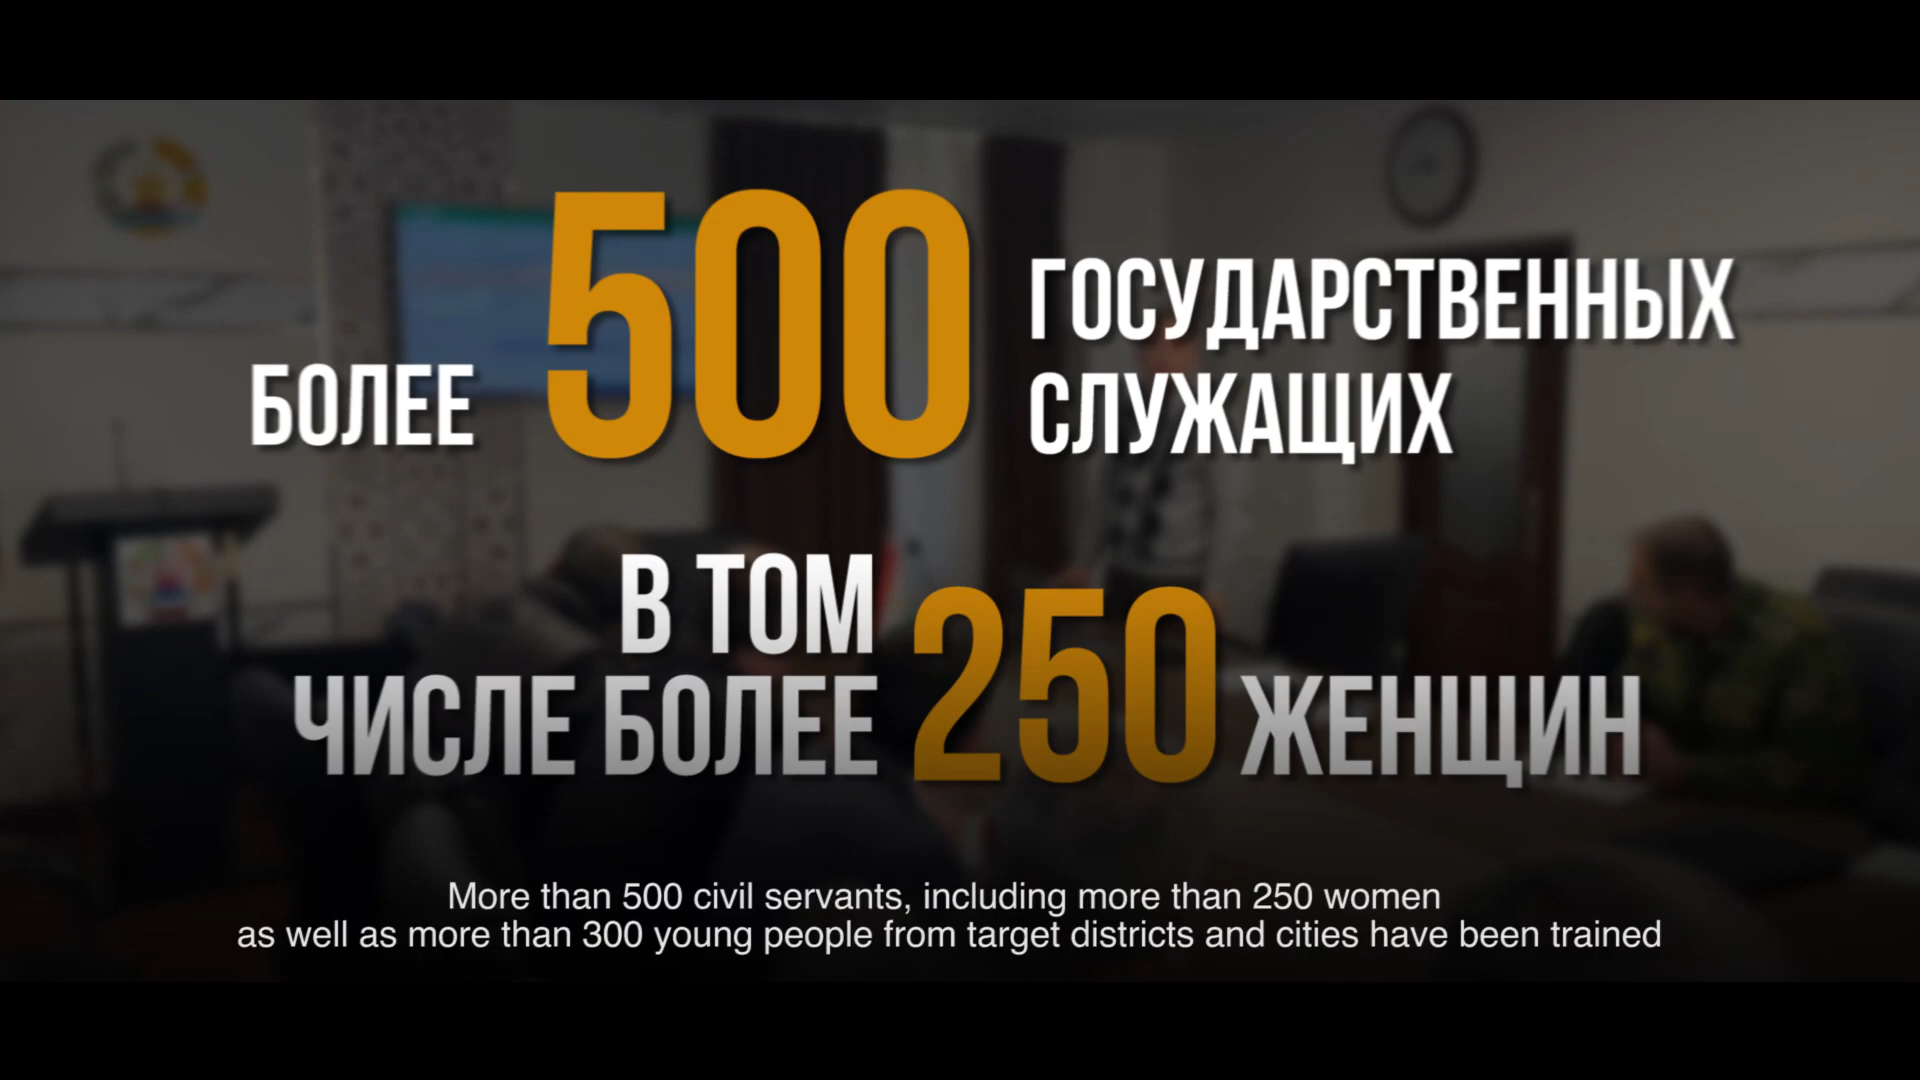 БОЛЕЕ 500 ГОСУДАРСТВЕННЫХ
СЛУЖАЩИХ
В ТОМ
ЧИСЛЕ БОЛЕЕ 250 ЖЕНЩИН
More than 500 civil servants, including more than 250 women
as well as more than 300 young people from target districts and cities have been trained